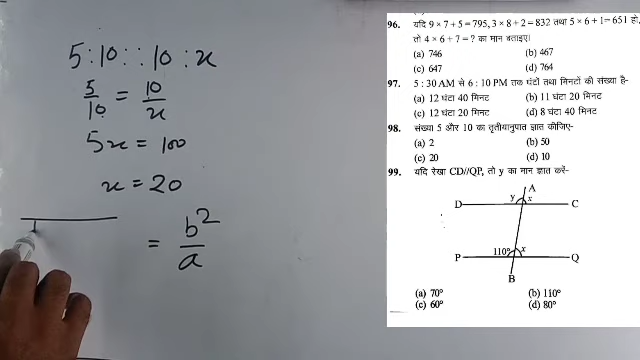 5 : 10 :: 10 : x
5/10 = 10/x
5x = 100
x = 20
= b²/a
96. यदि 9 × 7 + 5 = 795, 3 × 8 + 2 = 832 तथा 5 × 6 + 1 = 651 हो,
तो 4 × 6 + 7 = ? का मान बताइए।
(a) 746 (b) 467
(c) 647 (d) 764
97. 5 : 30 AM से 6 : 10 PM तक घंटों तथा मिनटों की संख्या है-
(a) 12 घंटा 40 मिनट (b) 11 घंटा 20 मिनट
(c) 12 घंटा 20 मिनट (d) 8 घंटा 40 मिनट
98. संख्या 5 और 10 का तृतीयानुपात ज्ञात कीजिए-
(a) 2 (b) 50
(c) 20 (d) 10
99. यदि रेखा CD//QP, तो y का मान ज्ञात करें-
A
D y x C
P 110° x Q
B
(a) 70° (b) 110°
(c) 60° (d) 80°